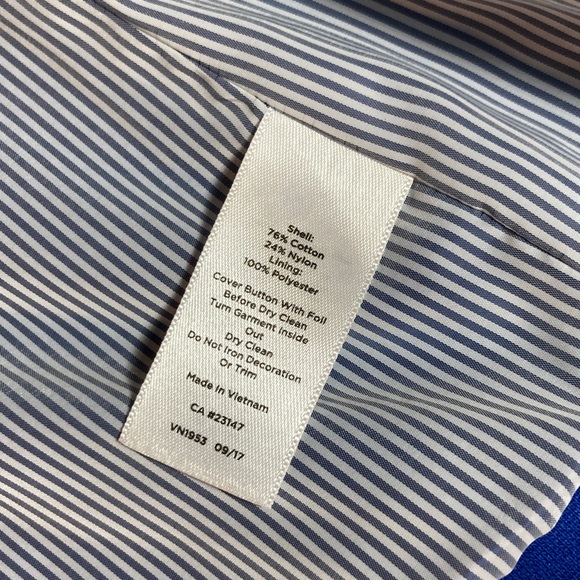 Shell:
76% Cotton
24% Nylon
Lining:
100% Polyester
Cover Button With Foil
Before Dry Clean
Turn Garment Inside
Out
Dry Clean
Do Not Iron Decoration
Or Trim
Made in Vietnam
CA #23147
VN1953 09/17